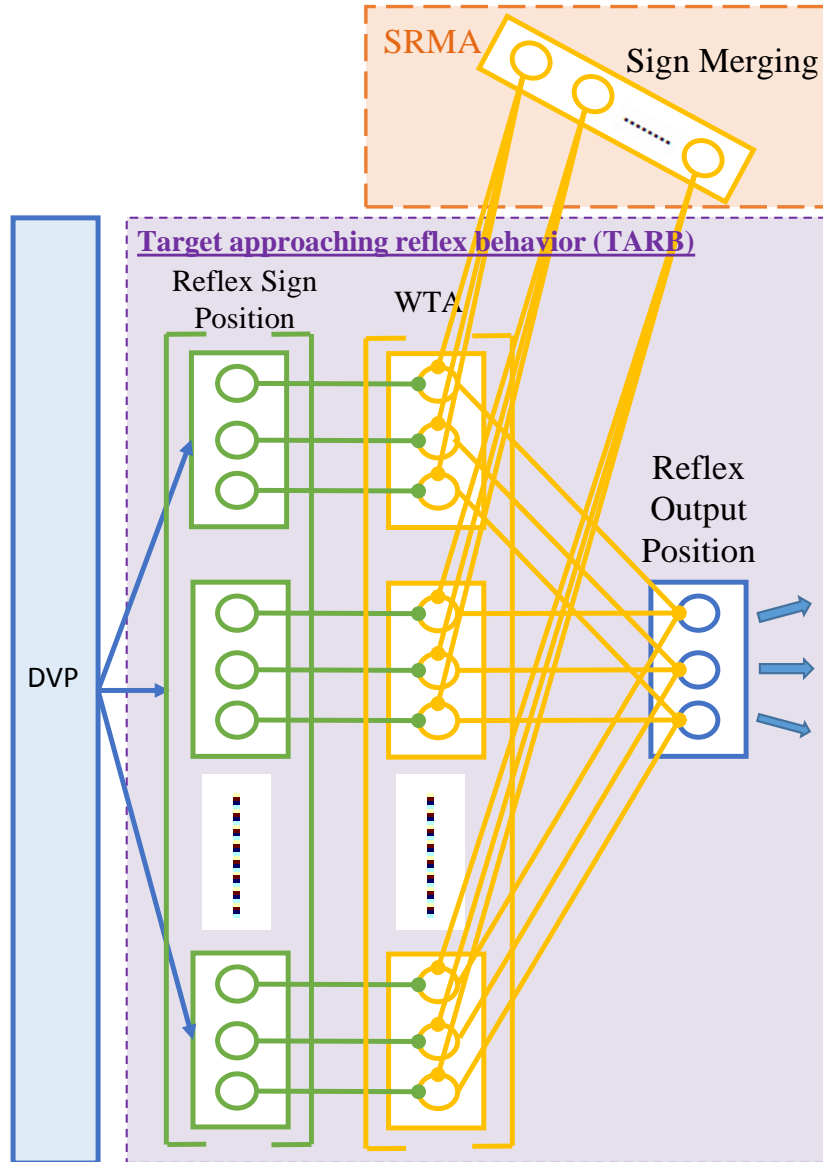 SRMA
Sign Merging
Target approaching reflex behavior (TARB)
Reflex Sign
Position
WTA
Reflex
Output
Position
DVP